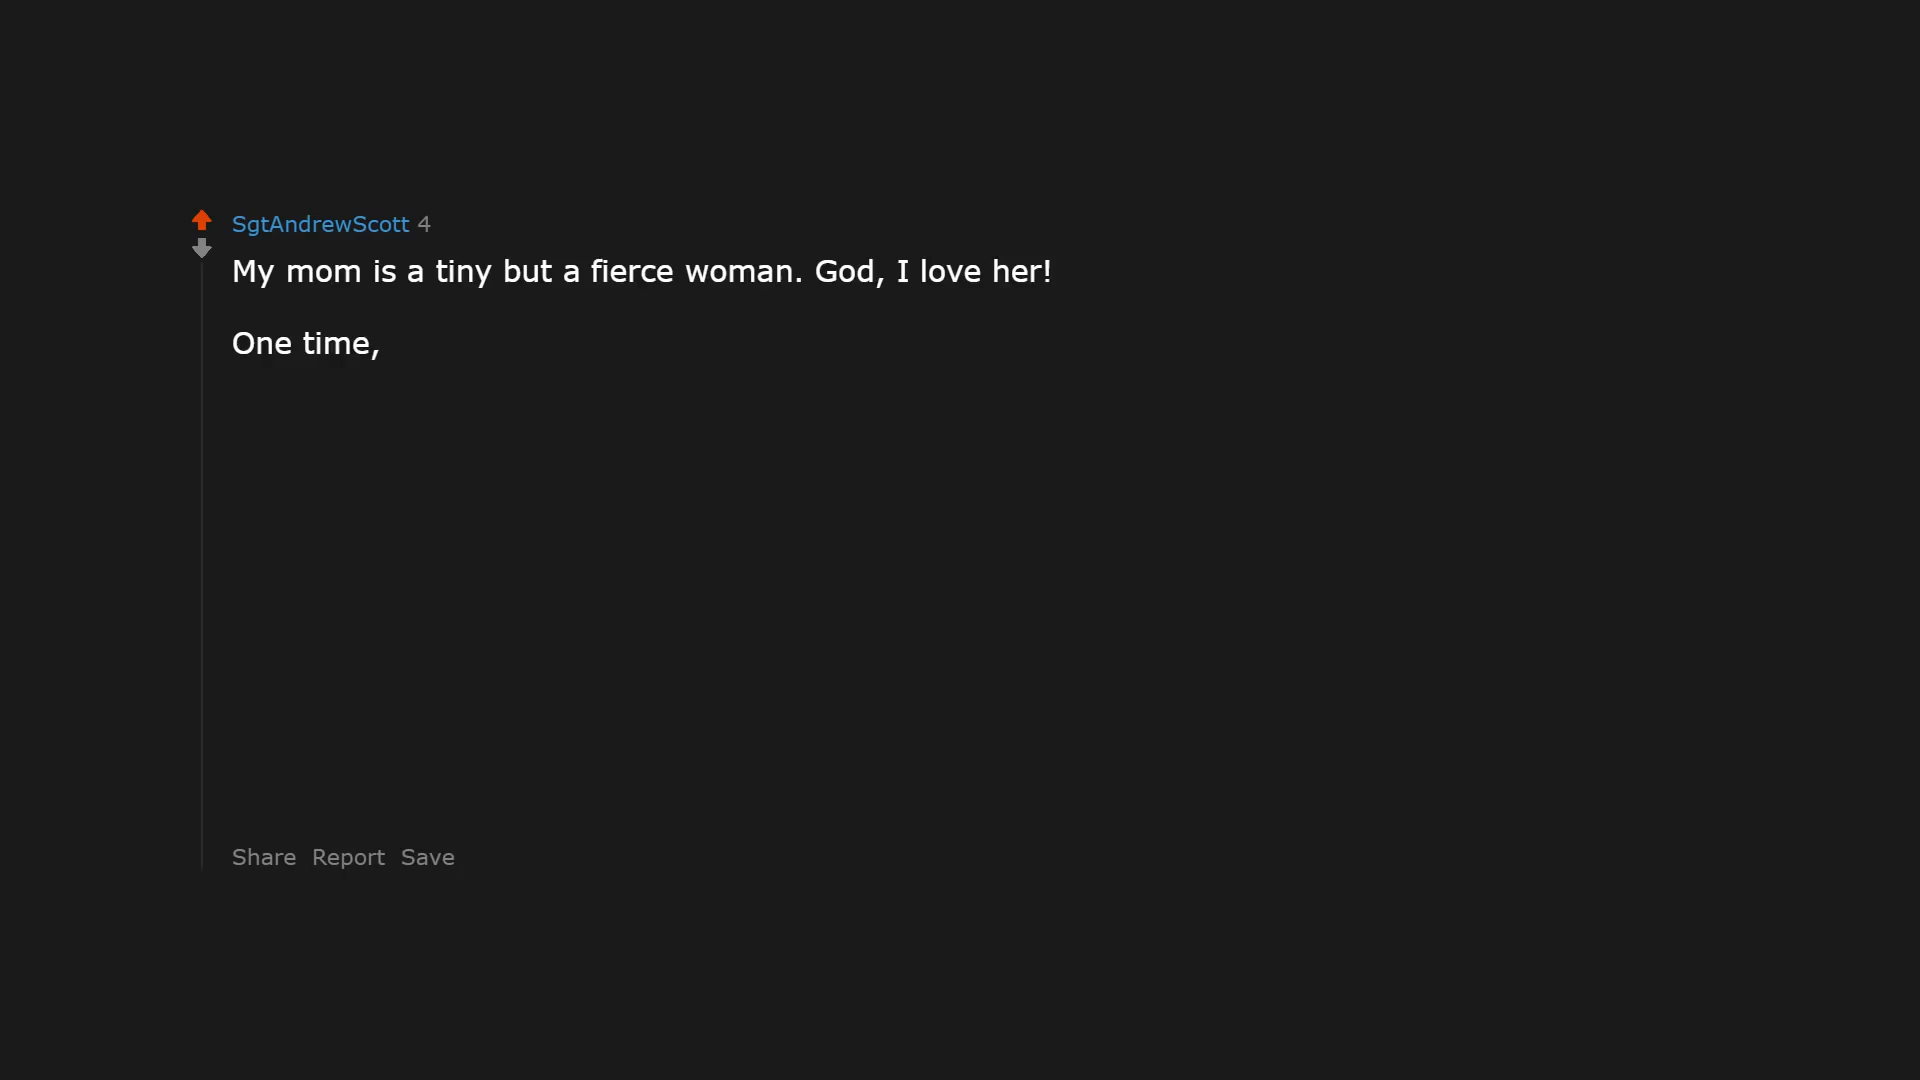 SgtAndrewScott 4
My mom is a tiny but a fierce woman. God, I love her!
One time,
Share Report Save